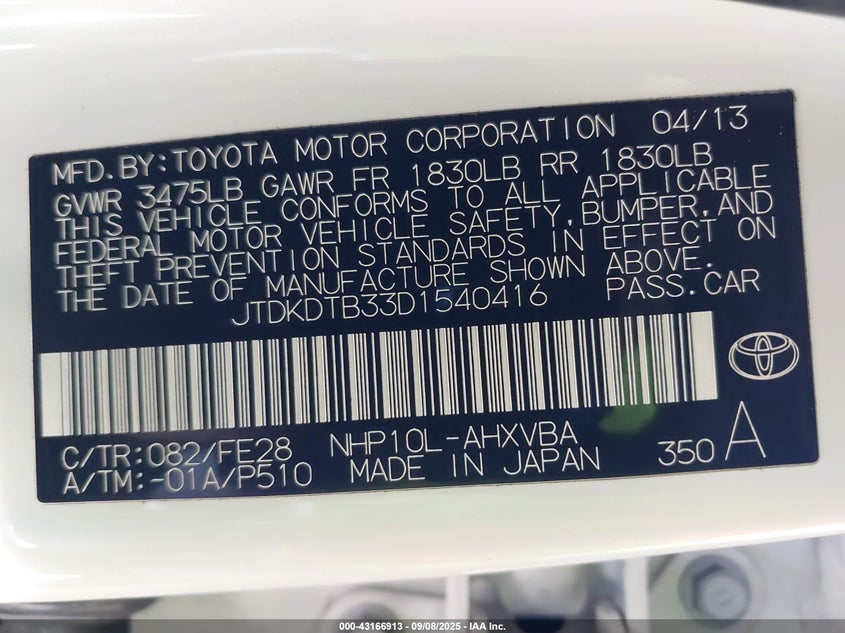 MFD.BY:TOYOTA MOTOR CORPORATION 04/13
GVWR 3475LB GAWR FR 1830LB RR 1830LB
THIS VEHICLE CONFORMS TO ALL APPLICABLE
FEDERAL MOTOR VEHICLE SAFETY,BUMPER,AND
THEFT PREVENTION STANDARDS IN EFFECT ON
THE DATE OF MANUFACTURE SHOWN ABOVE.
JTDKDTB33D1540416 PASS.CAR
C/TR:082/FE28 NHP10L-AHXVBA
A/TM:-01A/P510 MADE IN JAPAN 350 A
000-43166913 - 09/08/2025 - IAA Inc.